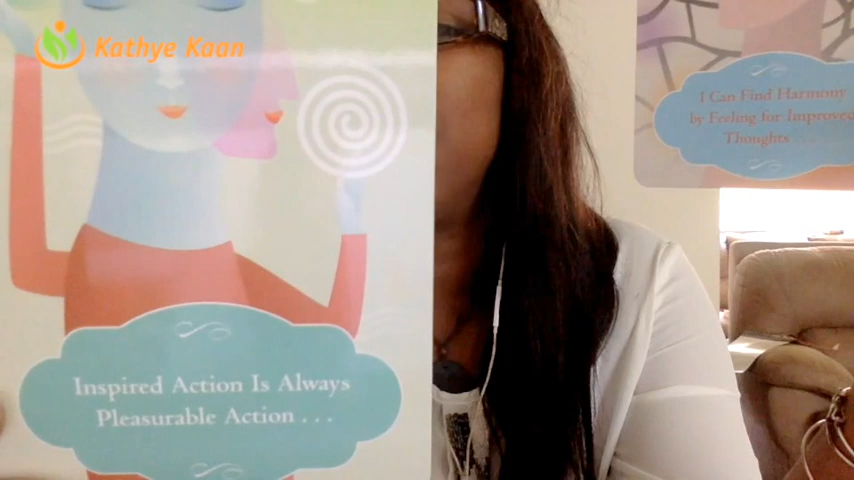 Kathye Kaan
Inspired Action Is Always
Pleasurable Action . . .
I Can Find Harmony
by Feeling for Improved
Thoughts . . .